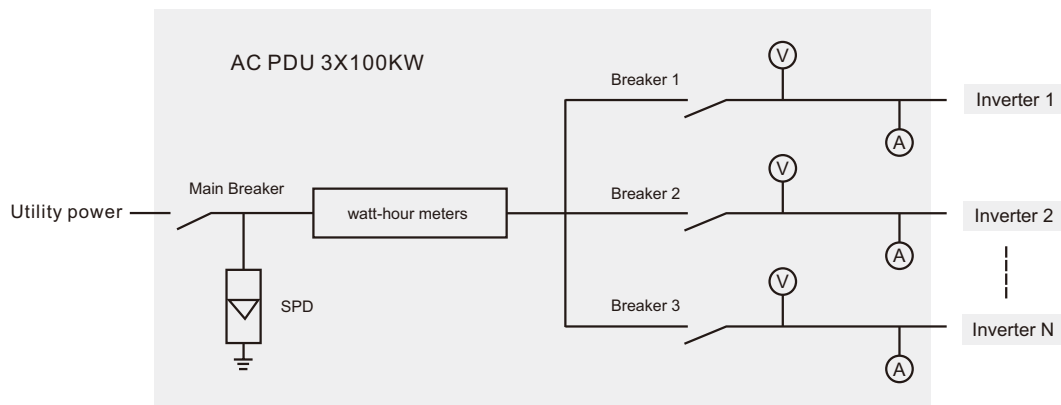 AC PDU 3X100KW
Breaker 1
V
Inverter 1
A
Main Breaker
Utility power
watt-hour meters
Breaker 2
V
Inverter 2
A
SPD
Breaker 3
V
Inverter N
A